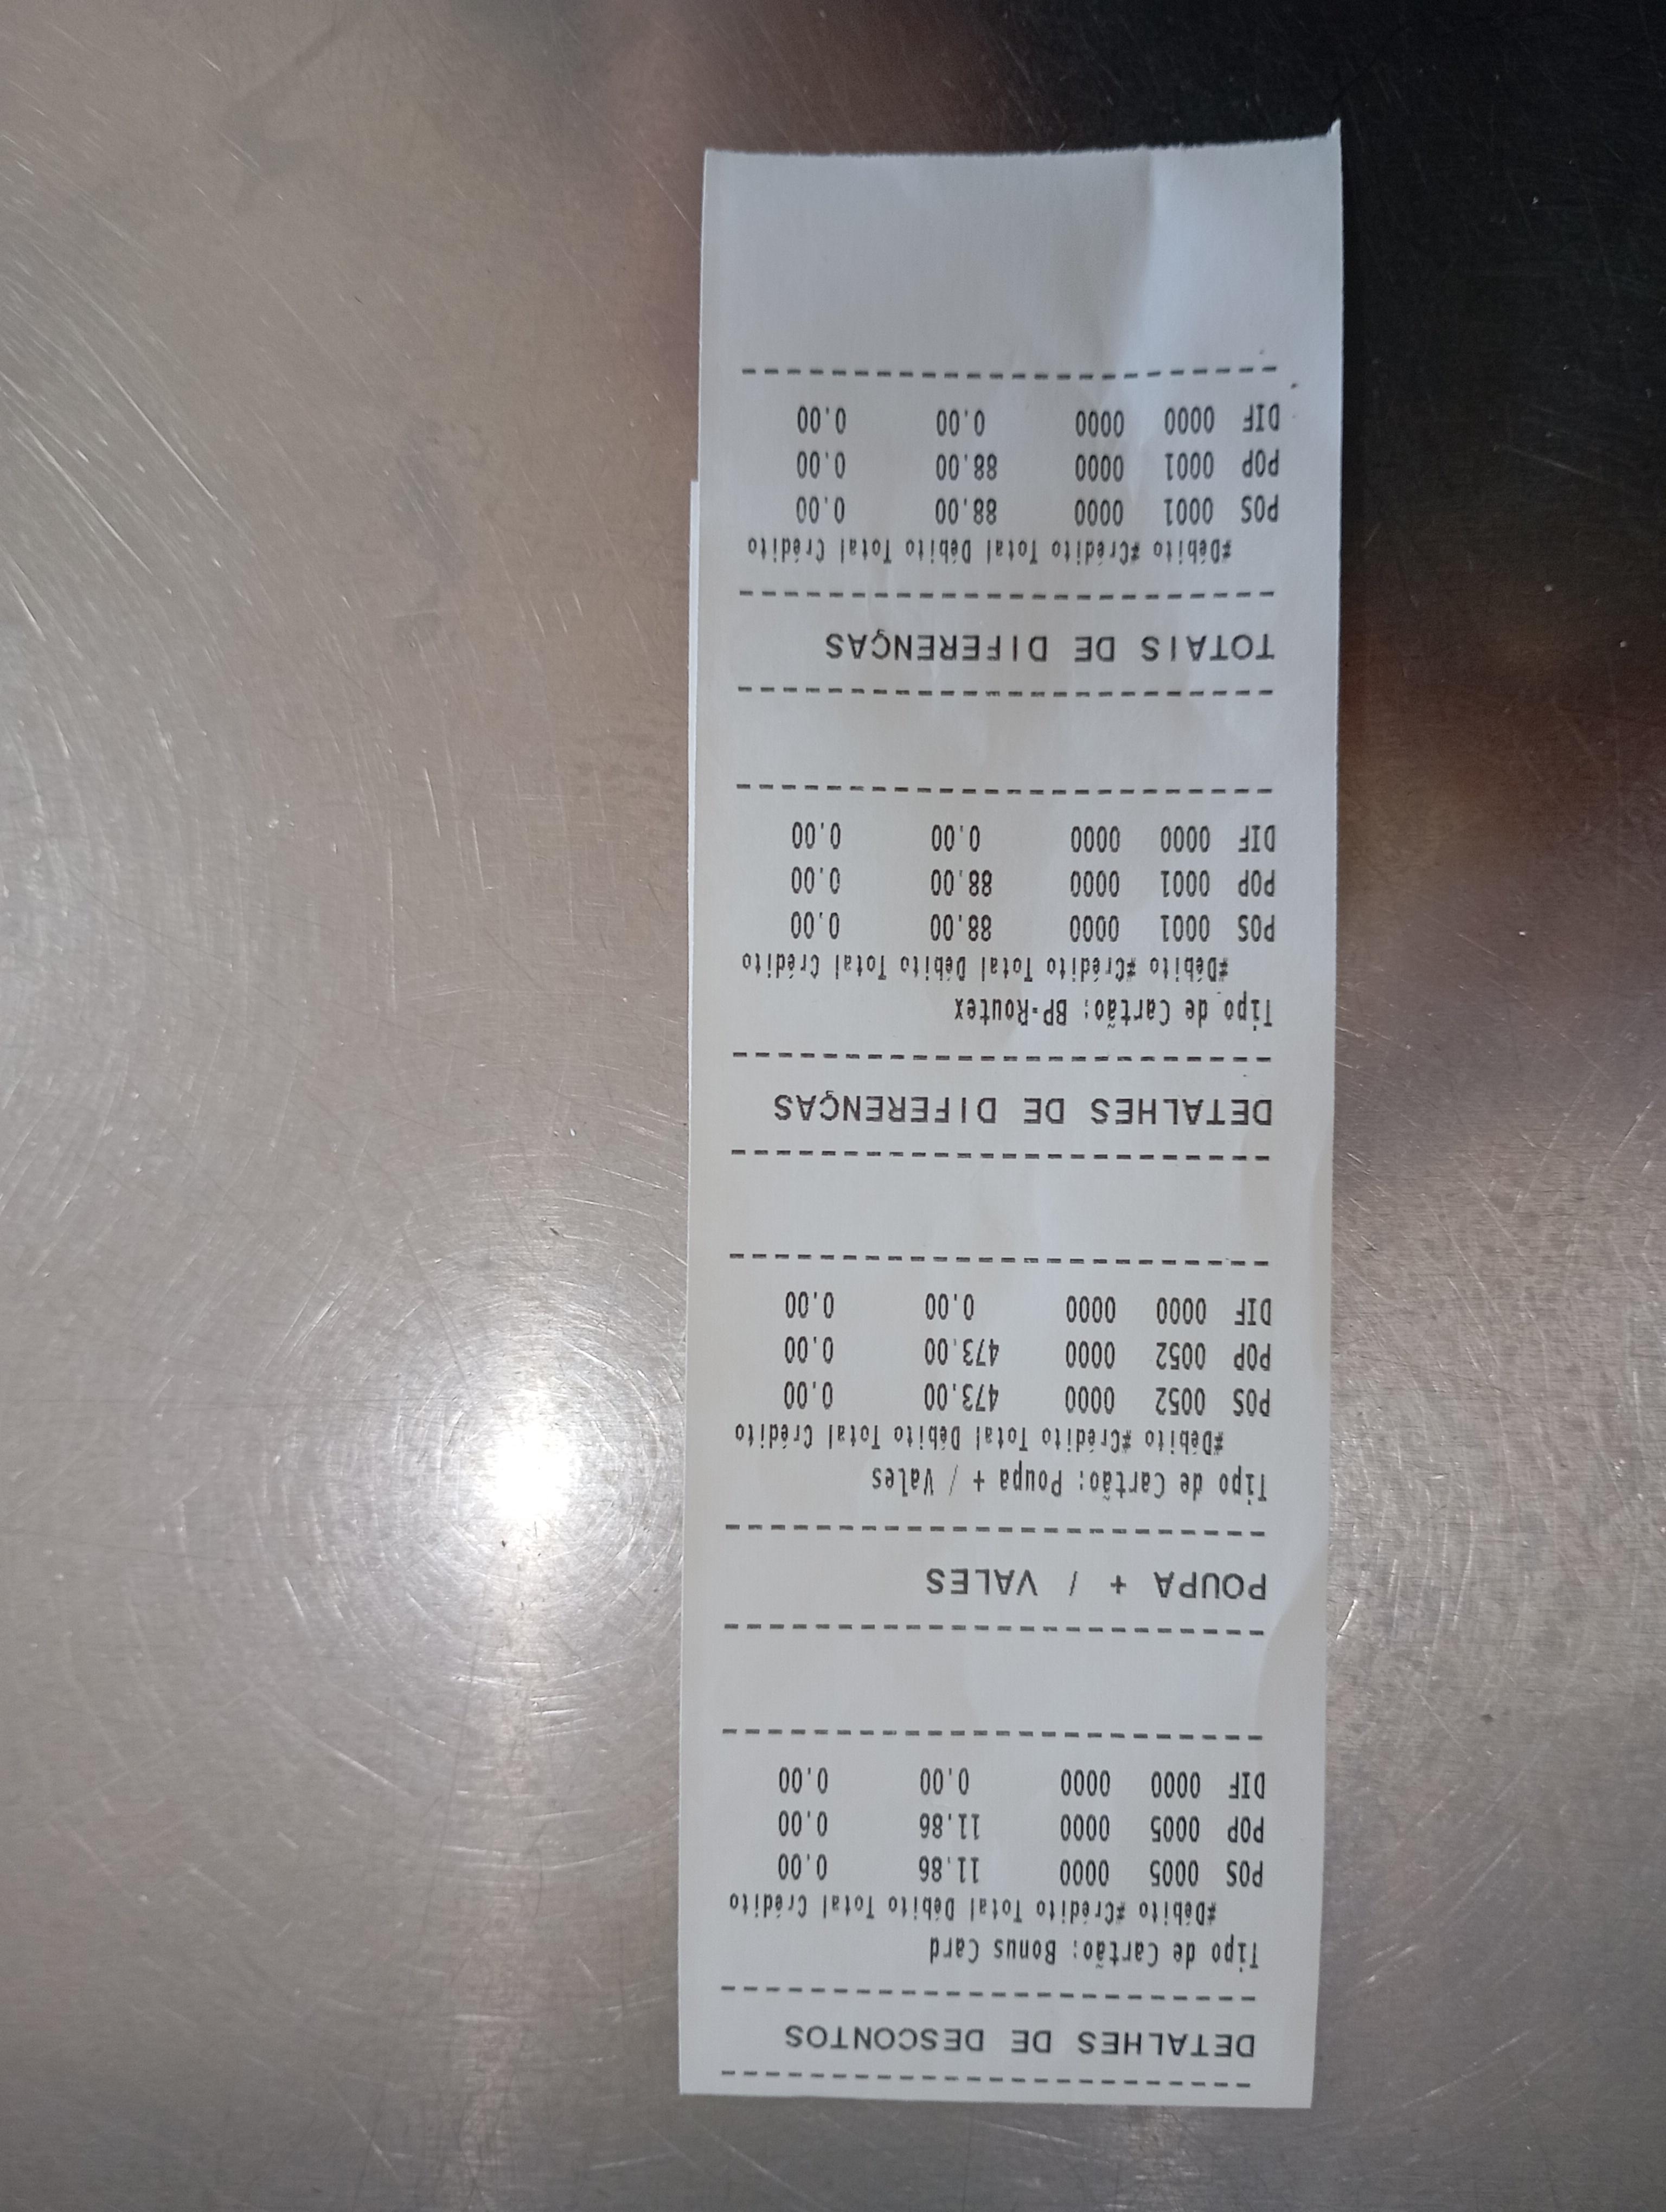 DETALHES DE DESCONTOS
Tipo de Cartão: Bonus Card
#Débito #Crédito Total Débito Total Crédito
POS 0005 0000 11.86 0.00
POP 0005 0000 11.86 0.00
DIF 0000 0000 0.00 0.00
POUPA + / VALES
Tipo de Cartão: Poupa + / Vales
#Débito #Crédito Total Débito Total Crédito
POS 0052 0000 473.00 0.00
POP 0052 0000 473.00 0.00
DIF 0000 0000 0.00 0.00
DETALHES DE DIFERENÇAS
Tipo de Cartão: BP-Routex
#Débito #Crédito Total Débito Total Crédito
POS 0001 0000 88.00 0.00
POP 0001 0000 88.00 0.00
DIF 0000 0000 0.00 0.00
TOTAIS DE DIFERENÇAS
#Débito #Crédito Total Débito Total Crédito
POS 0001 0000 88.00 0.00
POP 0001 0000 88.00 0.00
DIF 0000 0000 0.00 0.00